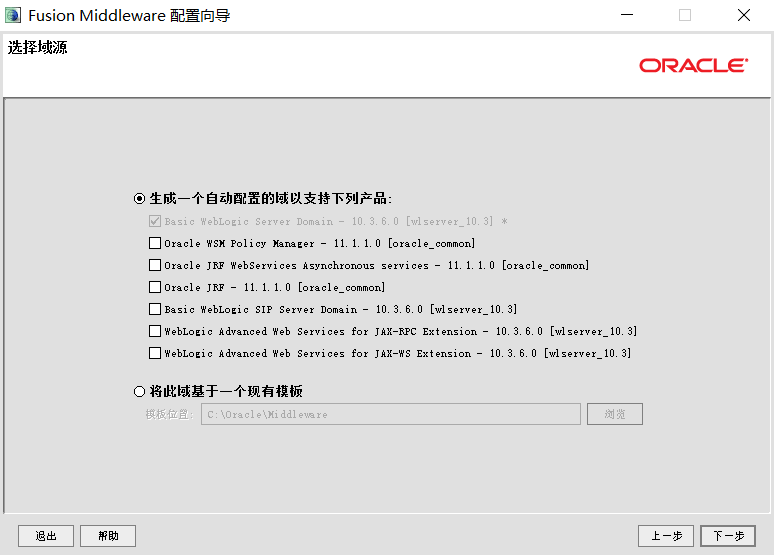 Fusion Middleware 配置向导
选择域源
ORACLE
生成一个自动配置的域以支持下列产品:
Basic WebLogic Server Domain - 10.3.6.0 [wlserver_10.3] *
Oracle WSM Policy Manager - 11.1.1.0 [oracle_common]
Oracle JRF WebServices Asynchronous services - 11.1.1.0 [oracle_common]
Oracle JRF - 11.1.1.0 [oracle_common]
Basic WebLogic SIP Server Domain - 10.3.6.0 [wlserver_10.3]
WebLogic Advanced Web Services for JAX-RPC Extension - 10.3.6.0 [wlserver_10.3]
WebLogic Advanced Web Services for JAX-WS Extension - 10.3.6.0 [wlserver_10.3]
将此域基于一个现有模板
模板位置: C:\Oracle\Middleware 浏览
退出 帮助 上一步 下一步